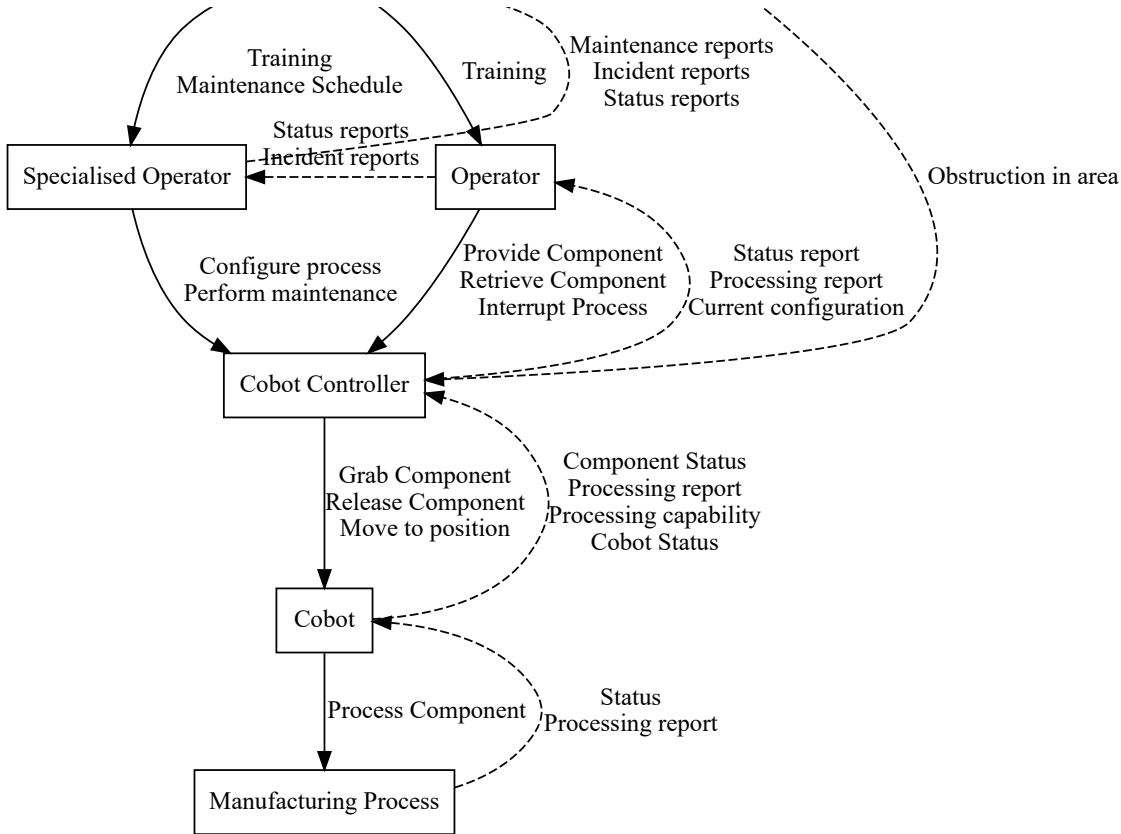 Training
Maintenance Schedule
Training
Maintenance reports
Incident reports
Status reports
Status reports
Incident reports
Specialised Operator
Operator
Obstruction in area
Configure process
Perform maintenance
Provide Component
Retrieve Component
Interrupt Process
Status report
Processing report
Current configuration
Cobot Controller
Grab Component
Release Component
Move to position
Component Status
Processing report
Processing capability
Cobot Status
Cobot
Process Component
Status
Processing report
Manufacturing Process